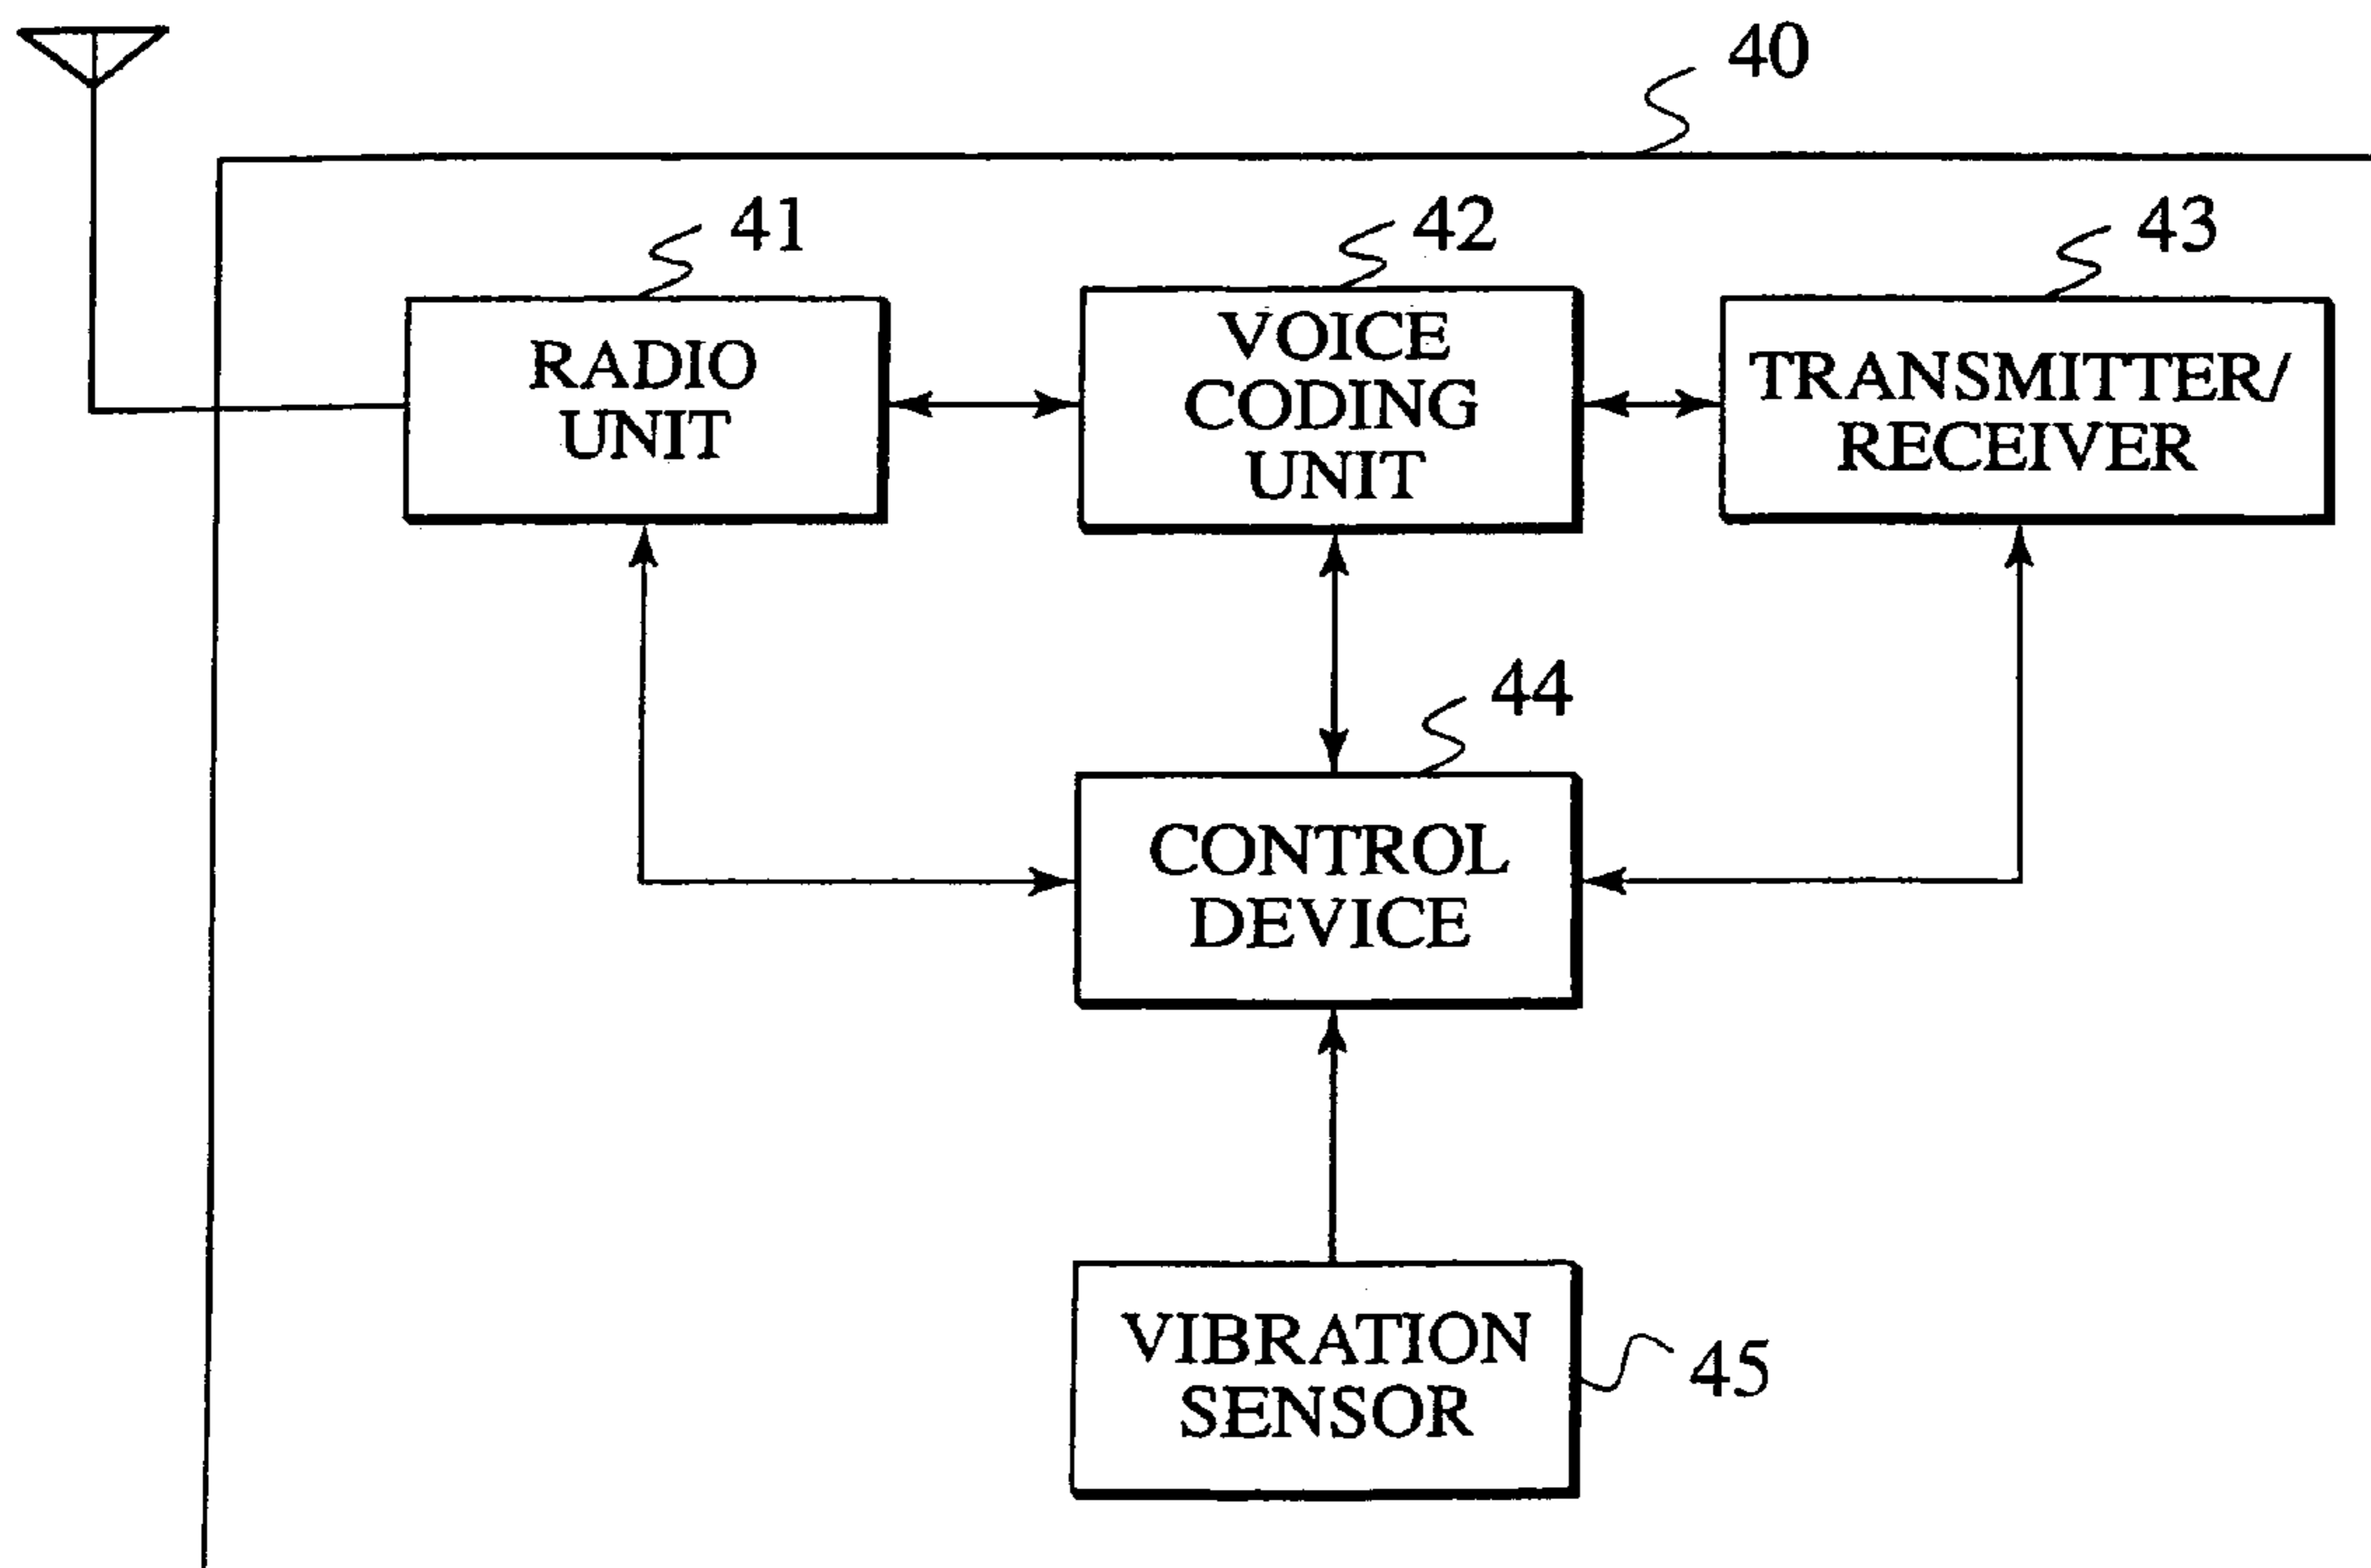 40
41
42
43
RADIO
UNIT
VOICE
CODING
UNIT
TRANSMITTER/
RECEIVER
44
CONTROL
DEVICE
VIBRATION
SENSOR
45